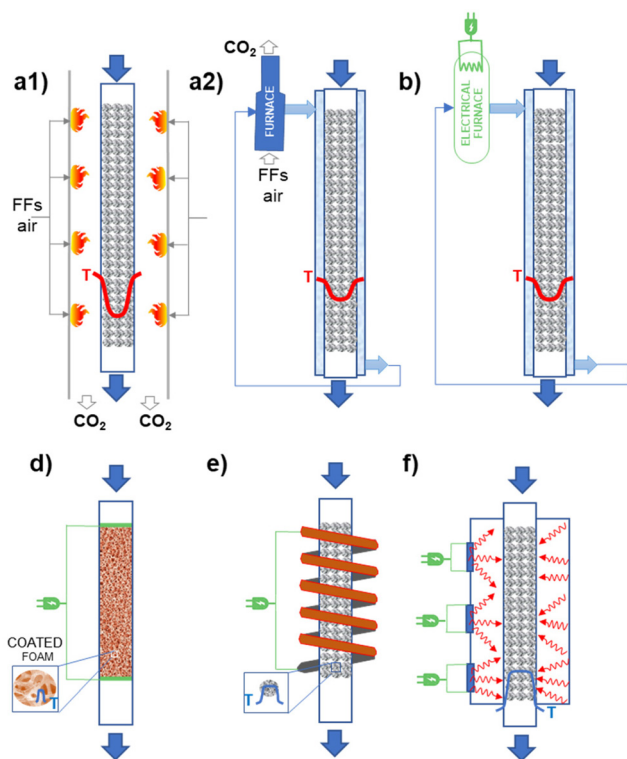 a1)
a2)
b)
CO2
FURNACE
ELECTRICAL
FURNACE
FFs
air
FFs
air
T
T
T
CO2
CO2
d)
e)
f)
COATED
FOAM
T
T
T